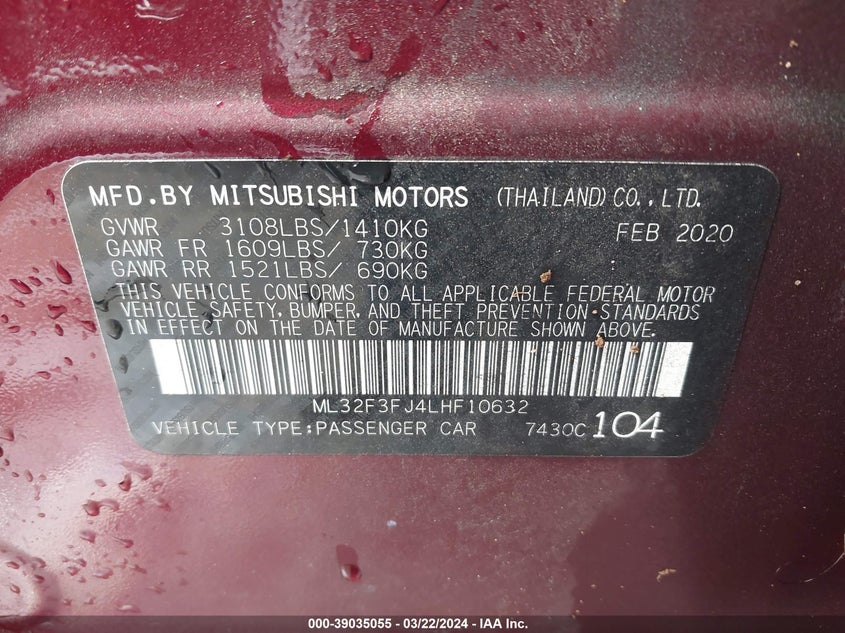 MFD.BY MITSUBISHI MOTORS (THAILAND) CO., LTD.
GVWR 3108LBS/1410KG FEB 2020
GAWR FR 1609LBS/ 730KG
GAWR RR 1521LBS/ 690KG
THIS VEHICLE CONFORMS TO ALL APPLICABLE FEDERAL MOTOR
VEHICLE SAFETY, BUMPER, AND THEFT PREVENTION STANDARDS
IN EFFECT ON THE DATE OF MANUFACTURE SHOWN ABOVE.
ML32F3FJ4LHF10632
VEHICLE TYPE:PASSENGER CAR 7430C 104
000-39035055 - 03/22/2024 - IAA Inc.